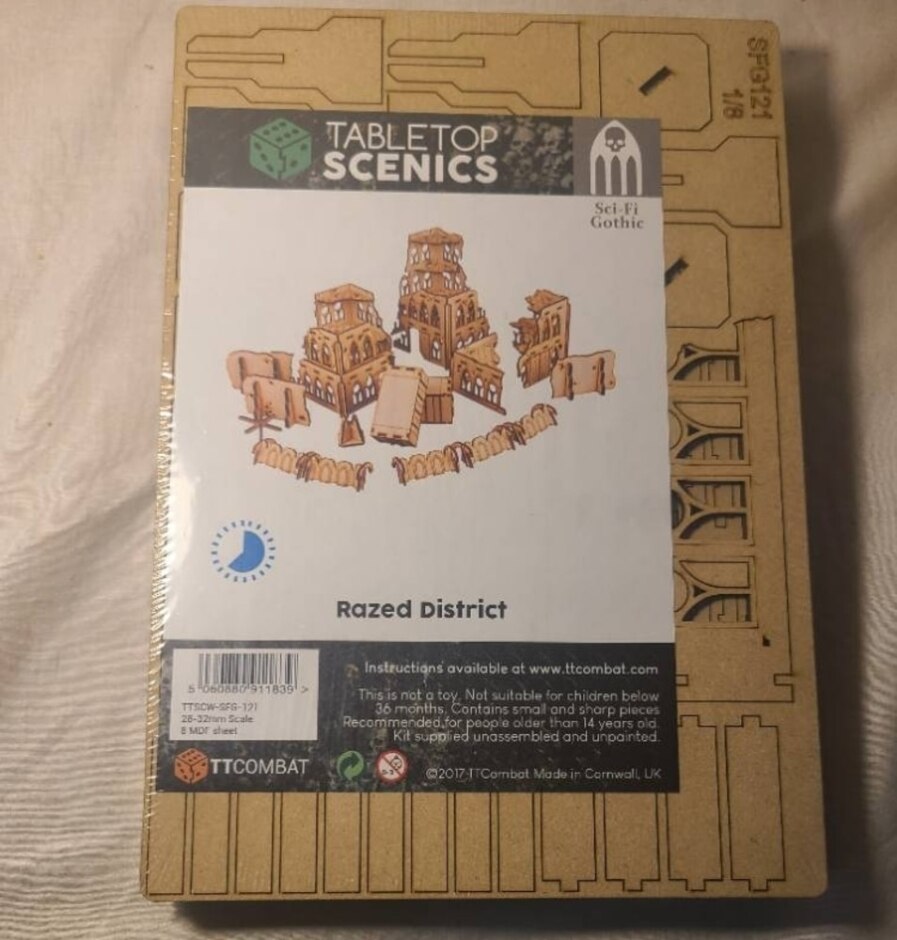 SFG121
1/8
TABLETOP
SCENICS
Sci-Fi
Gothic
Razed District
5 060880 911839 >
TTSCW-SFG-121
28-32mm Scale
8 MDF sheet
Instructions available at www.ttcombat.com
This is not a toy. Not suitable for children below
36 months. Contains small and sharp pieces
Recommended for people older than 14 years old.
Kit supplied unassembled and unpainted.
TTCOMBAT
0-3
©2017 TTCombat Made in Cornwall, UK